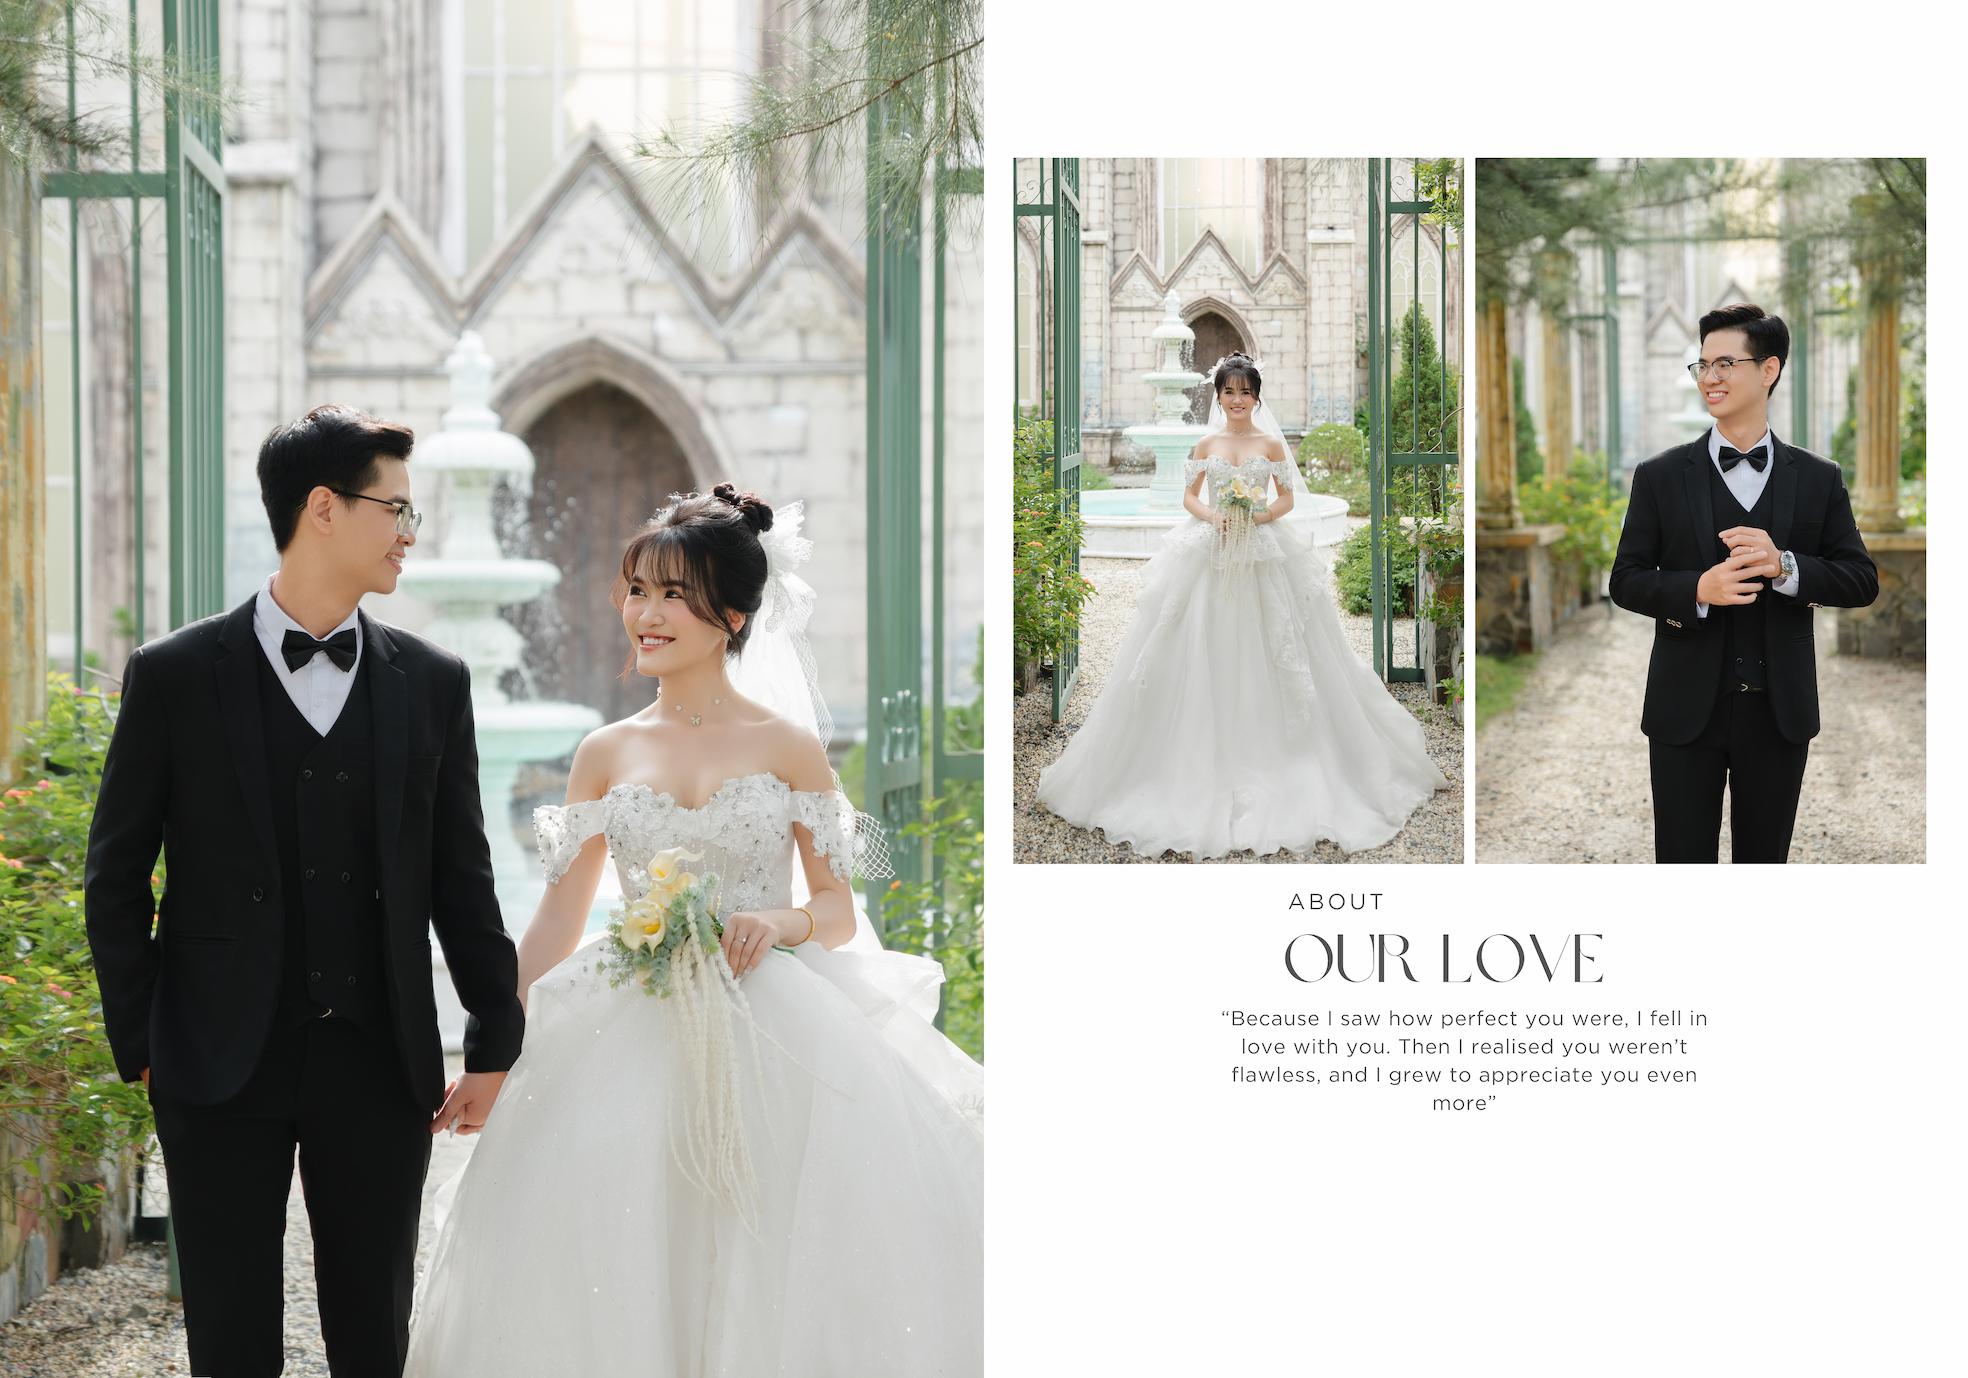 ABOUT
OUR LOVE
“Because I saw how perfect you were, I fell in
love with you. Then I realised you weren’t
flawless, and I grew to appreciate you even
more”